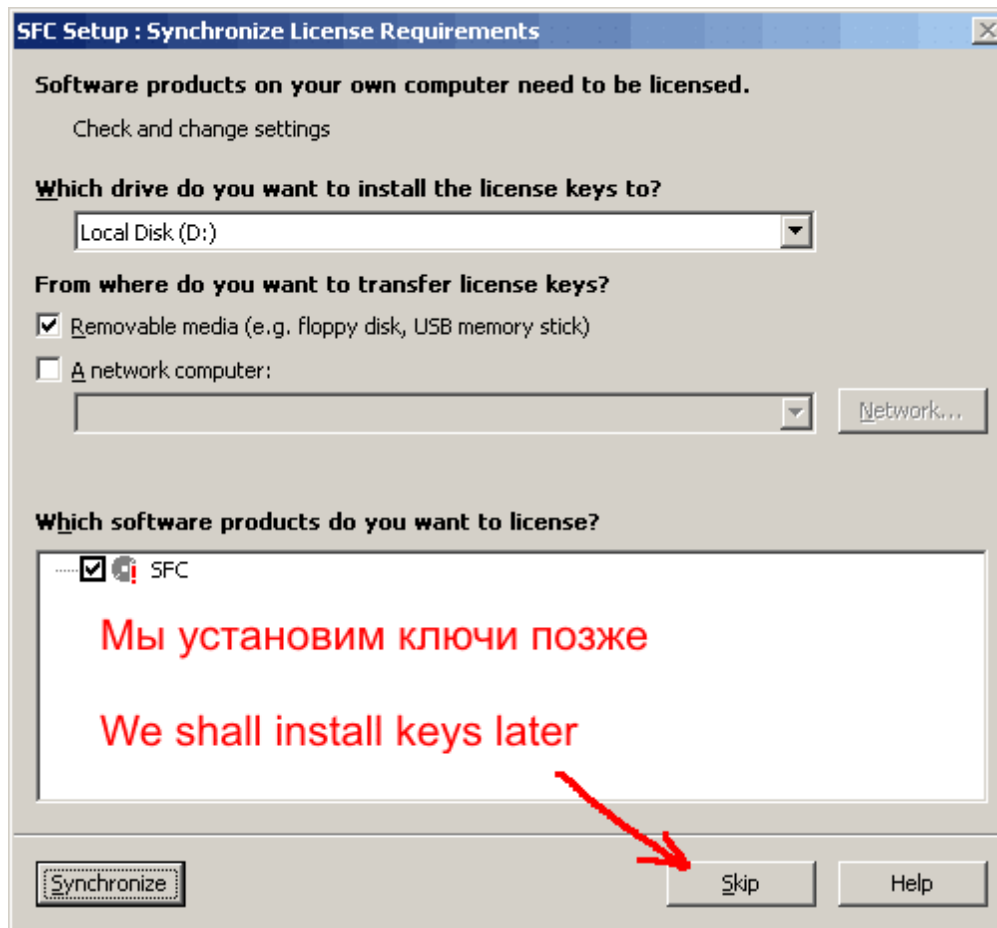 SFC Setup : Synchronize License Requirements
Software products on your own computer need to be licensed.
Check and change settings
Which drive do you want to install the license keys to?
Local Disk (D:)
From where do you want to transfer license keys?
Removable media (e.g. floppy disk, USB memory stick)
A network computer:
Network...
Which software products do you want to license?
SFC
Мы установим ключи позже
We shall install keys later
Synchronize
Skip
Help